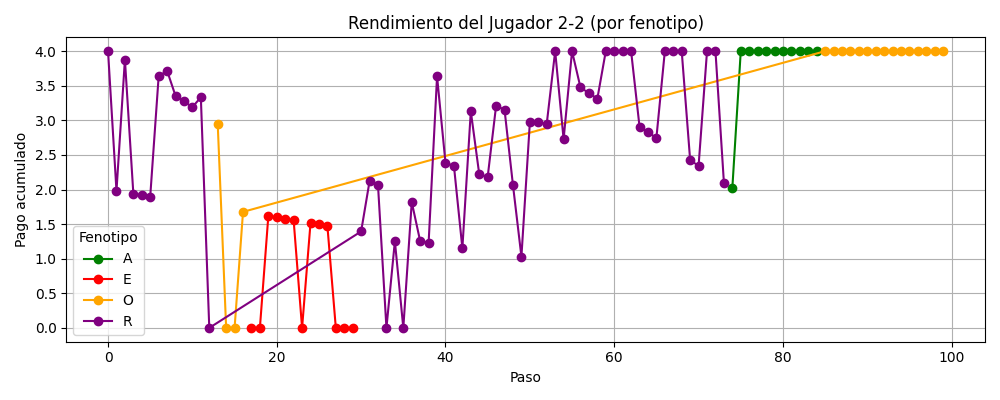 Rendimiento del Jugador 2-2 (por fenotipo)
Pago acumulado
4.0
3.5
3.0
2.5
2.0
1.5
1.0
0.5
0.0
Fenotipo
A
E
O
R
0 20 40 60 80 100
Paso